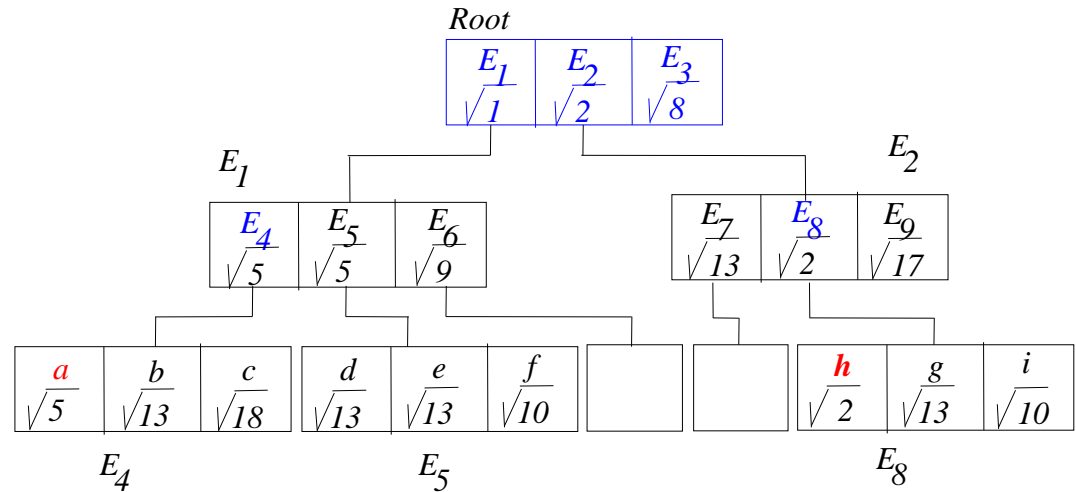 Root
E1 E2 E3
√1 √2 √8
E1 E2
E4 E5 E6 E7 E8 E9
√5 √5 √9 √13 √2 √17
a b c d e f h g i
√5 √13 √18 √13 √13 √10 √2 √13 √10
E4 E5 E8